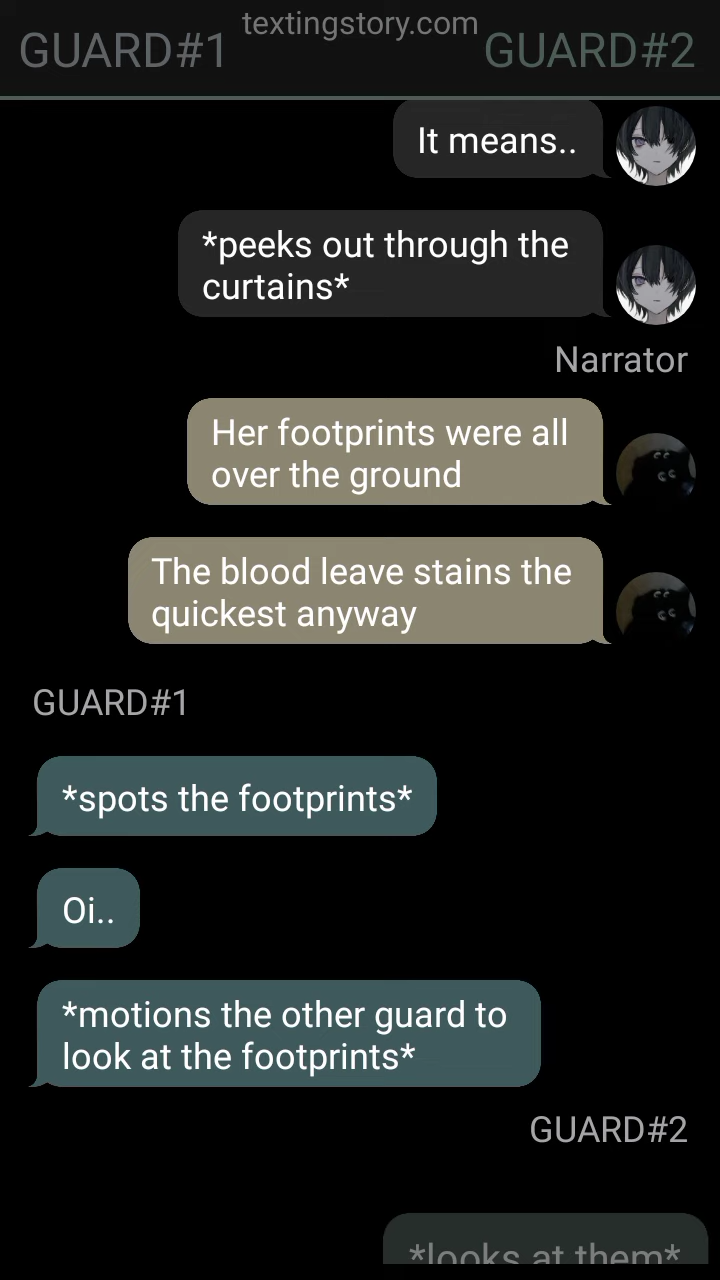 textingstory.com
GUARD#1
GUARD#2
It means..
*peeks out through the
curtains*
Narrator
Her footprints were all
over the ground
The blood leave stains the
quickest anyway
GUARD#1
*spots the footprints*
Oi..
*motions the other guard to
look at the footprints*
GUARD#2
*looks at them*